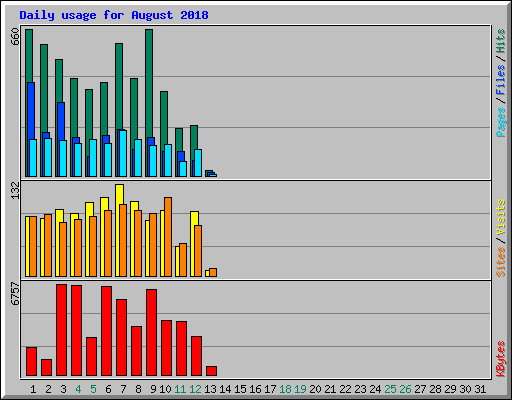 Daily usage for August 2018
660
Pages/Files/Hits
132
Sites/Visits
6757
KBytes
1 2 3 4 5 6 7 8 9 10 11 12 13 14 15 16 17 18 19 20 21 22 23 24 25 26 27 28 29 30 31